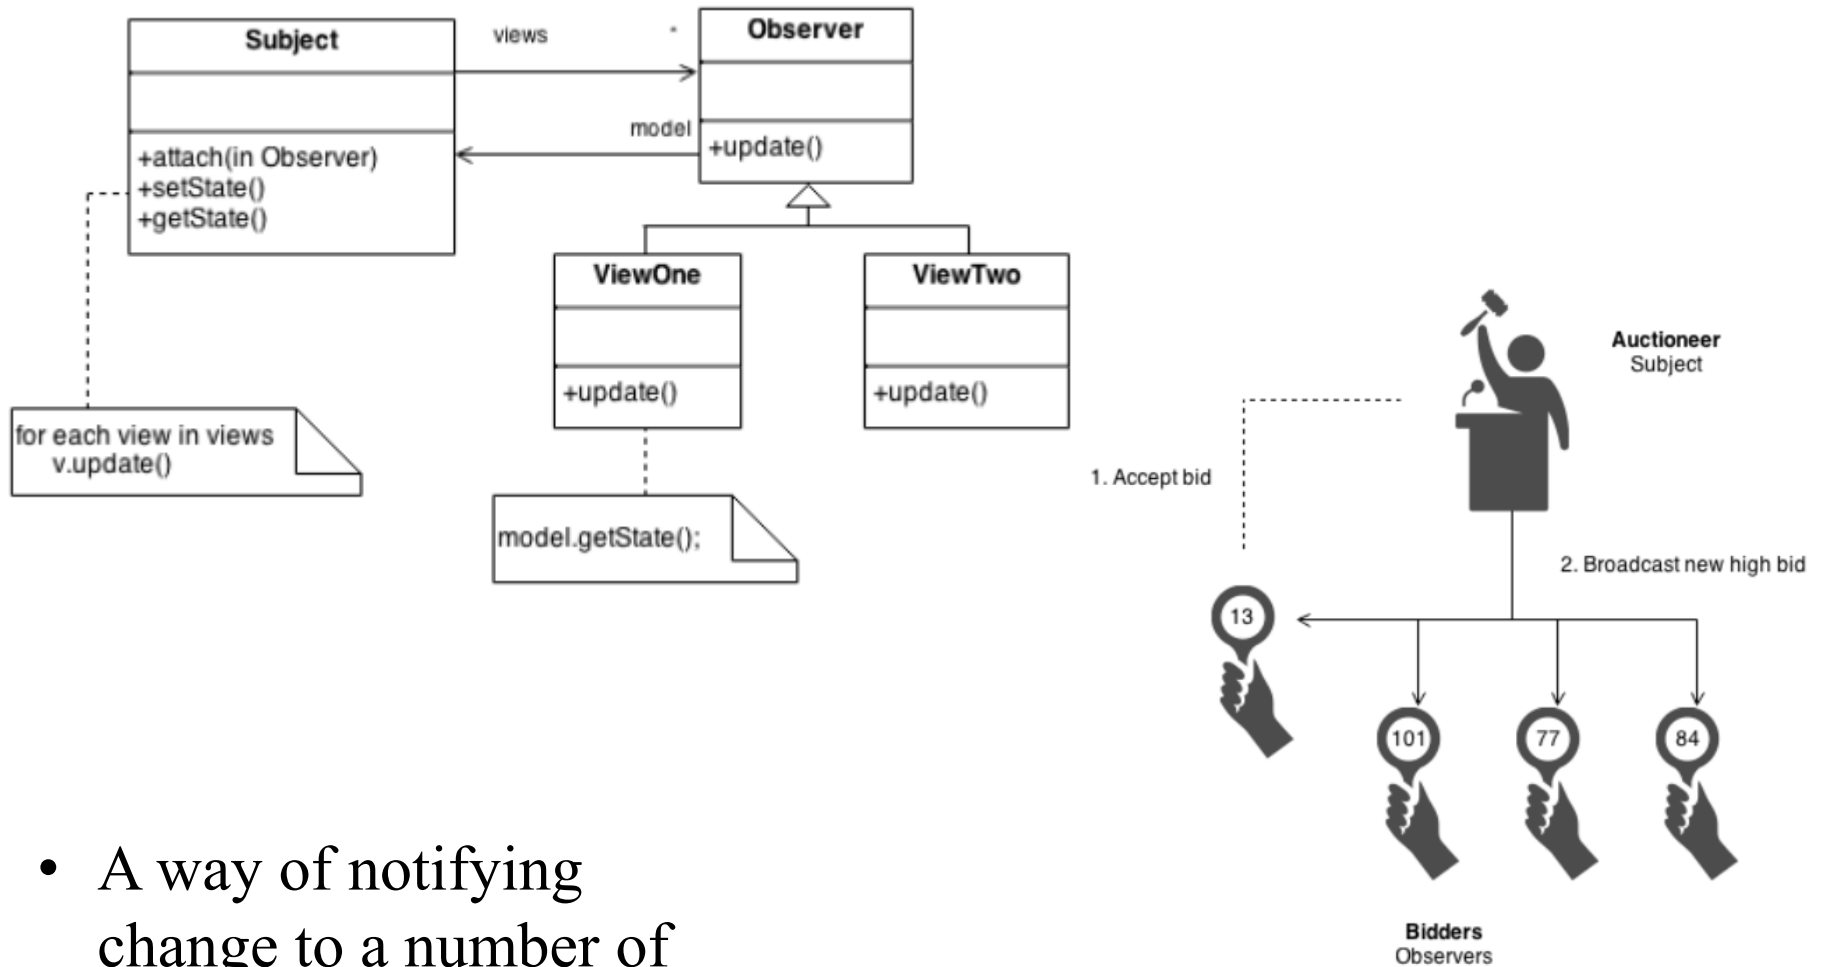 Subject
+attach(in Observer)
+setState()
+getState()
views
*
model
Observer
+update()
ViewOne
+update()
ViewTwo
+update()
for each view in views
v.update()
model.getState();
Auctioneer
Subject
1. Accept bid
2. Broadcast new high bid
13
101
77
84
Bidders
Observers
• A way of notifying
change to a number of